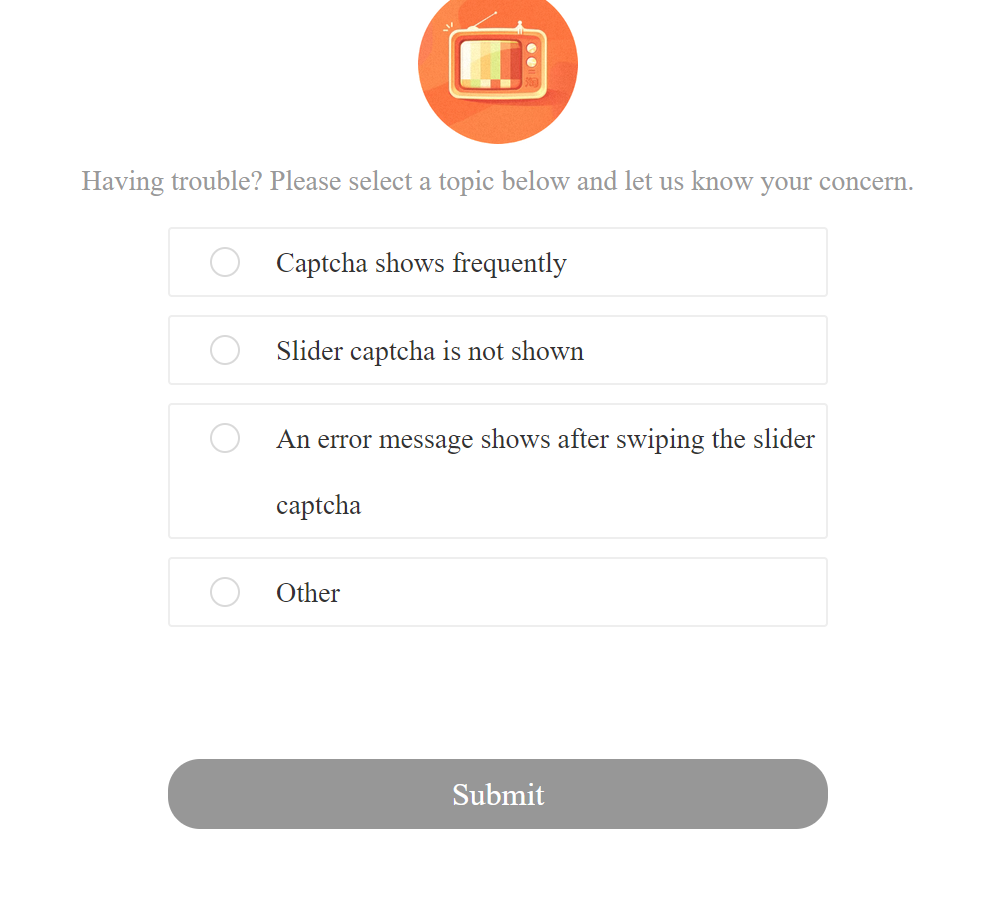 Having trouble? Please select a topic below and let us know your concern.
Captcha shows frequently
Slider captcha is not shown
An error message shows after swiping the slider
captcha
Other
Submit